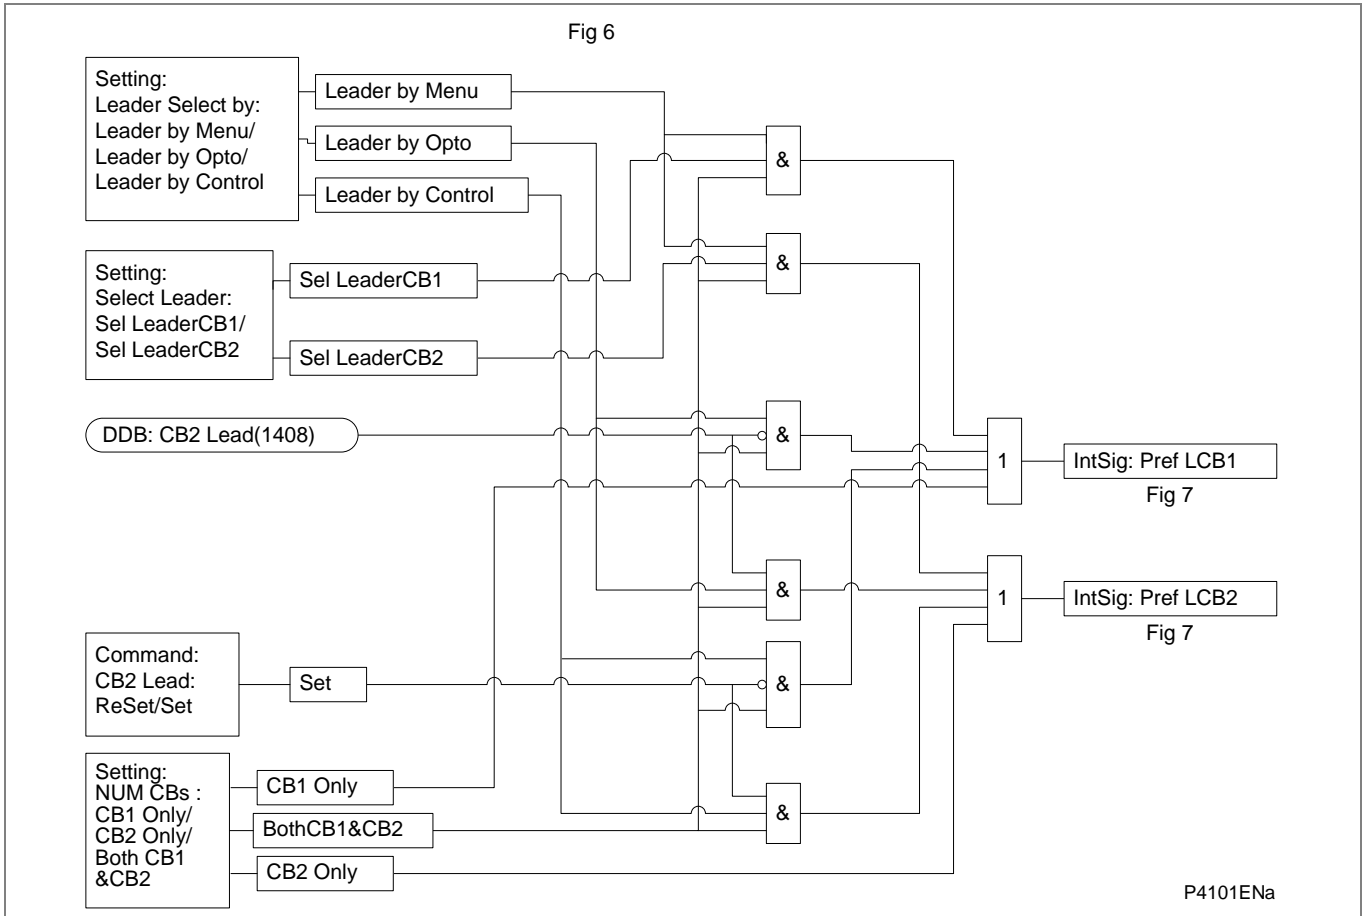 Fig 6
Setting:
Leader Select by:
Leader by Menu/
Leader by Opto/
Leader by Control
Leader by Menu
Leader by Opto
Leader by Control
&
Setting:
Select Leader:
Sel LeaderCB1/
Sel LeaderCB2
Sel LeaderCB1
Sel LeaderCB2
&
DDB: CB2 Lead(1408)
&
1
IntSig: Pref LCB1
Fig 7
&
1
IntSig: Pref LCB2
Fig 7
Command:
CB2 Lead:
ReSet/Set
Set
&
Setting:
NUM CBs :
CB1 Only/
CB2 Only/
Both CB1
&CB2
CB1 Only
BothCB1&CB2
CB2 Only
&
P4101ENa